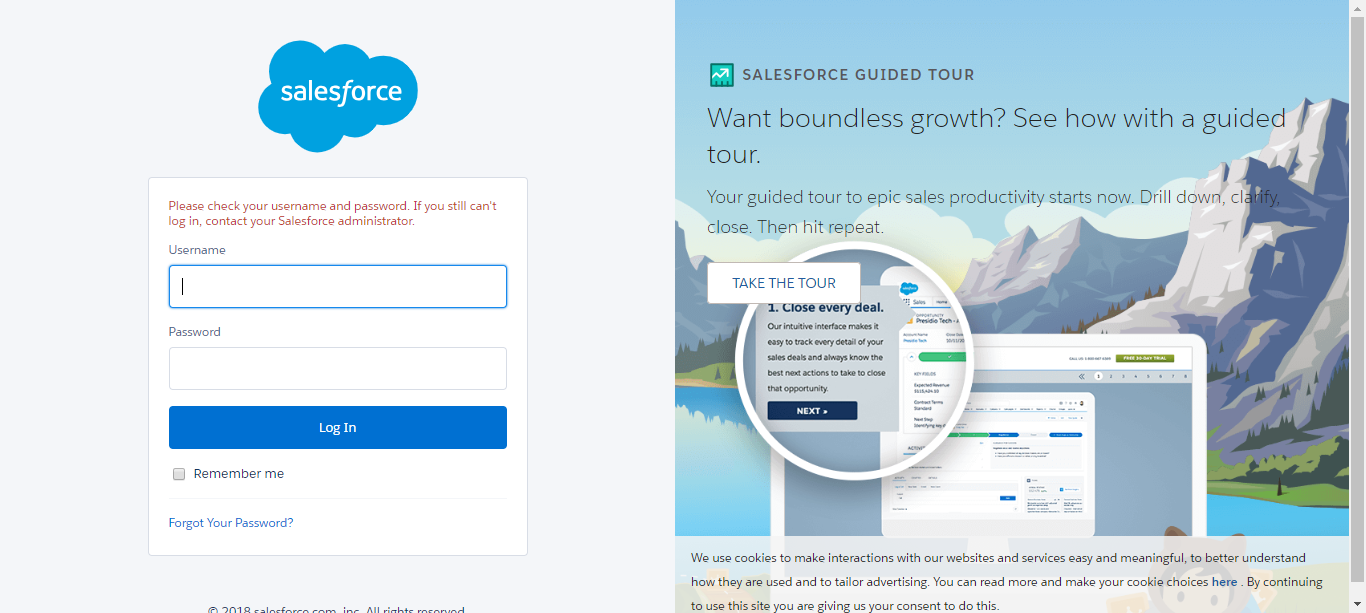 salesforce
Please check your username and password. If you still can't
log in, contact your Salesforce administrator.
Username
Password
Log In
Remember me
Forgot Your Password?
© 2018 salesforce.com, inc. All rights reserved.
SALESFORCE GUIDED TOUR
Want boundless growth? See how with a guided
tour.
Your guided tour to epic sales productivity starts now. Drill down, clarify,
close. Then hit repeat.
TAKE THE TOUR
1. Close every deal.
Our intuitive interface makes it
easy to track every detail of your
sales deals and always know the
best next actions to take to close
that opportunity.
NEXT »
Sales Home
OPPORTUNITY
Presidio Tech - A
Account Name
Presidio Tech
KEY FIELDS
Expected Revenue
Contract Terms
Standard
Next Step
FREE 30-DAY TRIAL
1 2 3 4 5 6 7 8
We use cookies to make interactions with our websites and services easy and meaningful, to better understand
how they are used and to tailor advertising. You can read more and make your cookie choices here . By continuing
to use this site you are giving us your consent to do this.